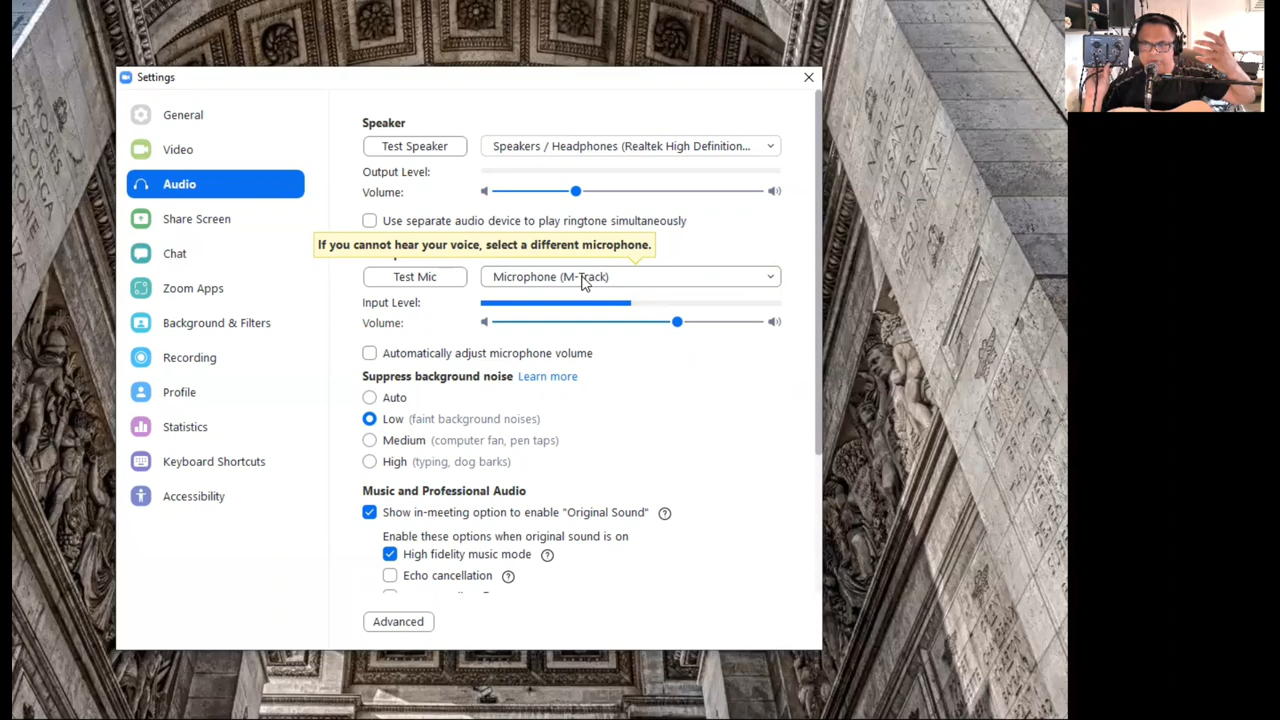 Settings
General
Video
Audio
Share Screen
Chat
Zoom Apps
Background & Filters
Recording
Profile
Statistics
Keyboard Shortcuts
Accessibility
Speaker
Test Speaker
Speakers / Headphones (Realtek High Definition...
Output Level:
Volume:
Use separate audio device to play ringtone simultaneously
If you cannot hear your voice, select a different microphone.
Test Mic
Microphone (M-Track)
Input Level:
Volume:
Automatically adjust microphone volume
Suppress background noise Learn more
Auto
Low (faint background noises)
Medium (computer fan, pen taps)
High (typing, dog barks)
Music and Professional Audio
Show in-meeting option to enable "Original Sound" ?
Enable these options when original sound is on
High fidelity music mode ?
Echo cancellation ?
Advanced